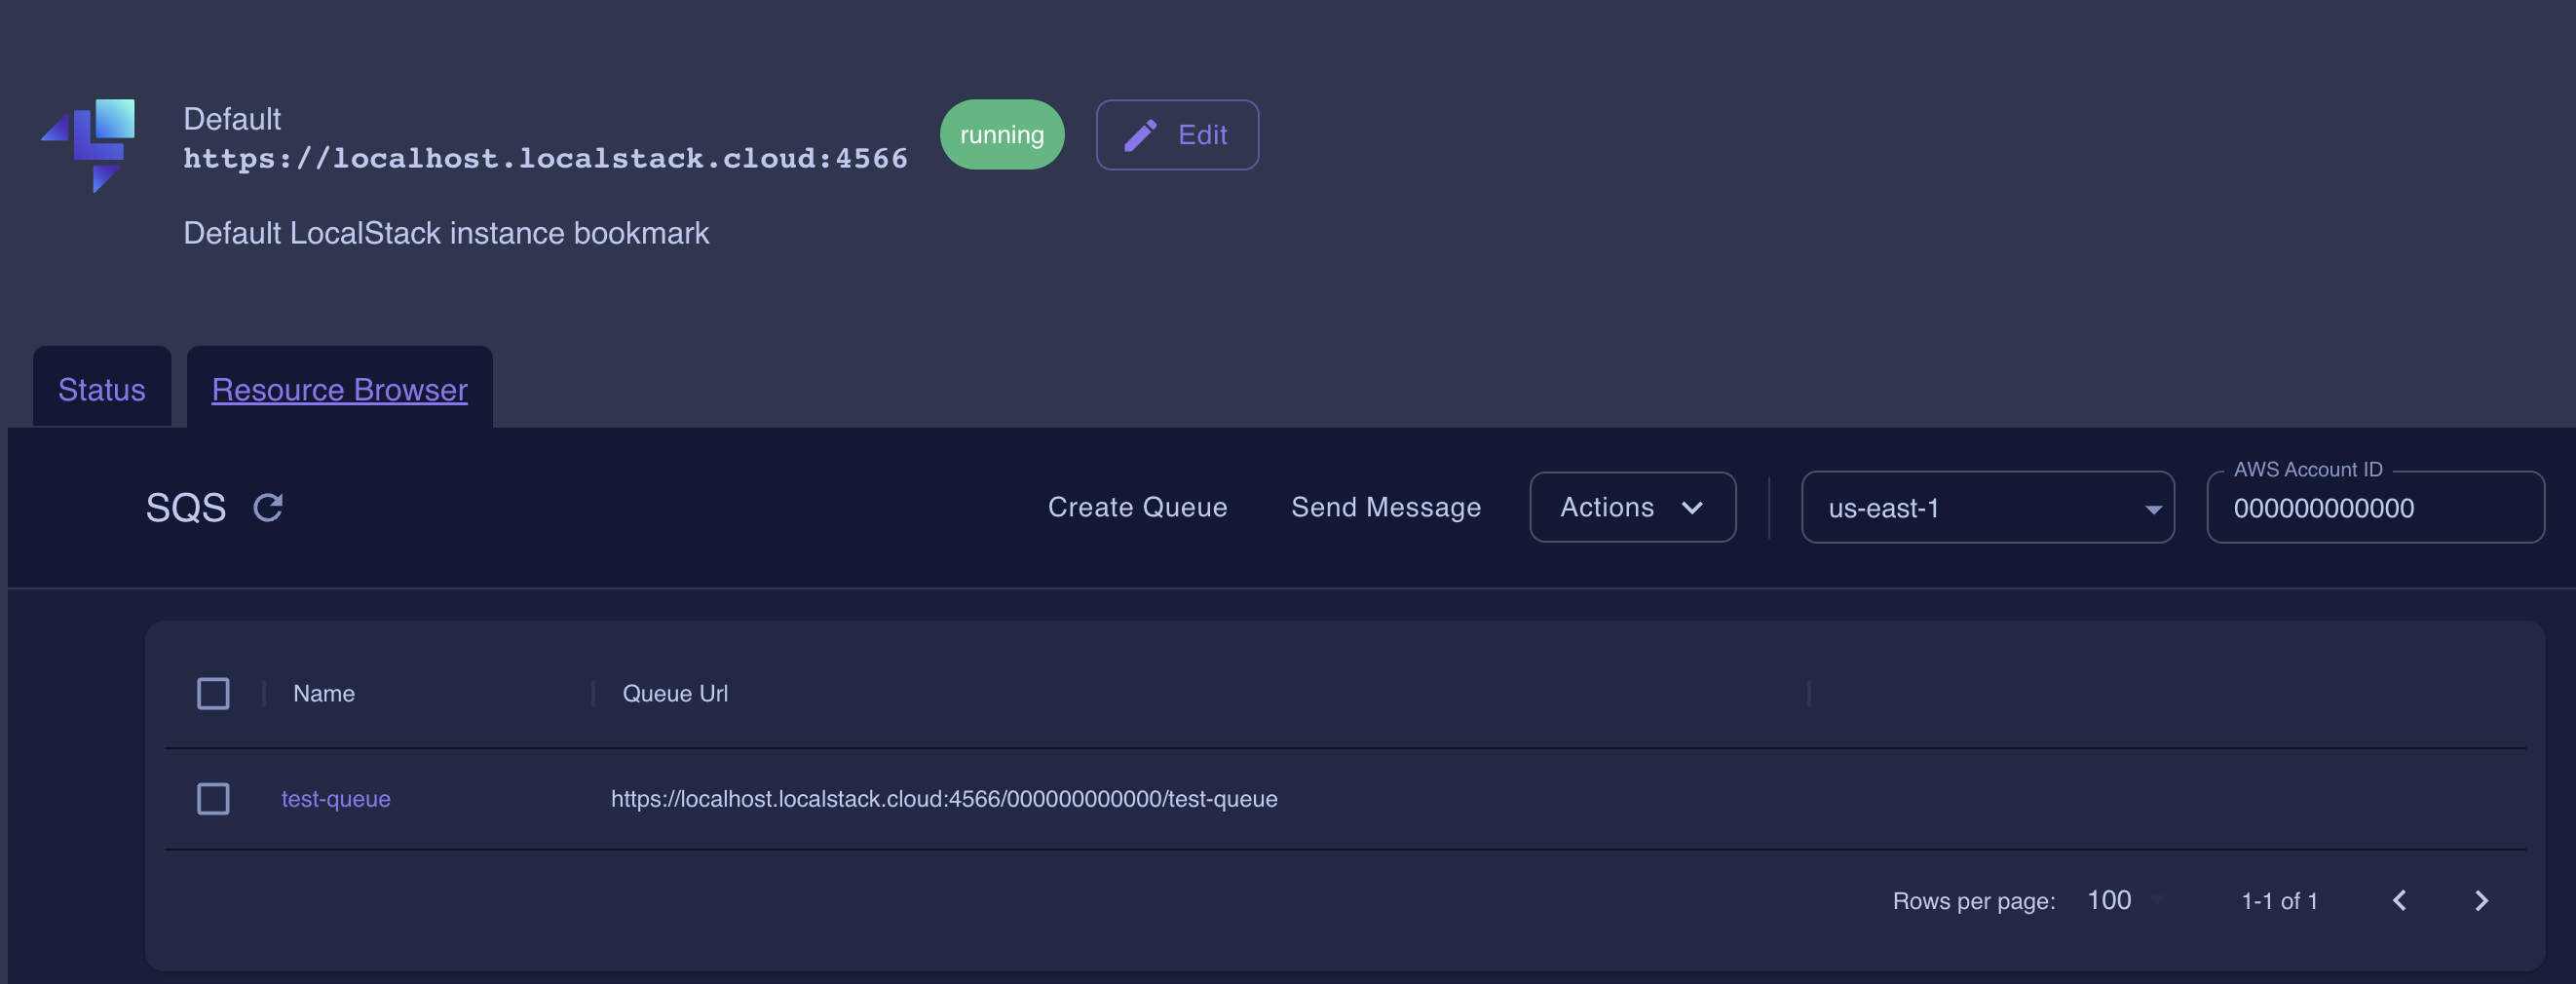 Default
https://localhost.localstack.cloud:4566
running
Edit
Default LocalStack instance bookmark
Status
Resource Browser
SQS
Create Queue
Send Message
Actions
us-east-1
AWS Account ID
000000000000
Name
Queue Url
test-queue
https://localhost.localstack.cloud:4566/000000000000/test-queue
Rows per page:
100
1-1 of 1